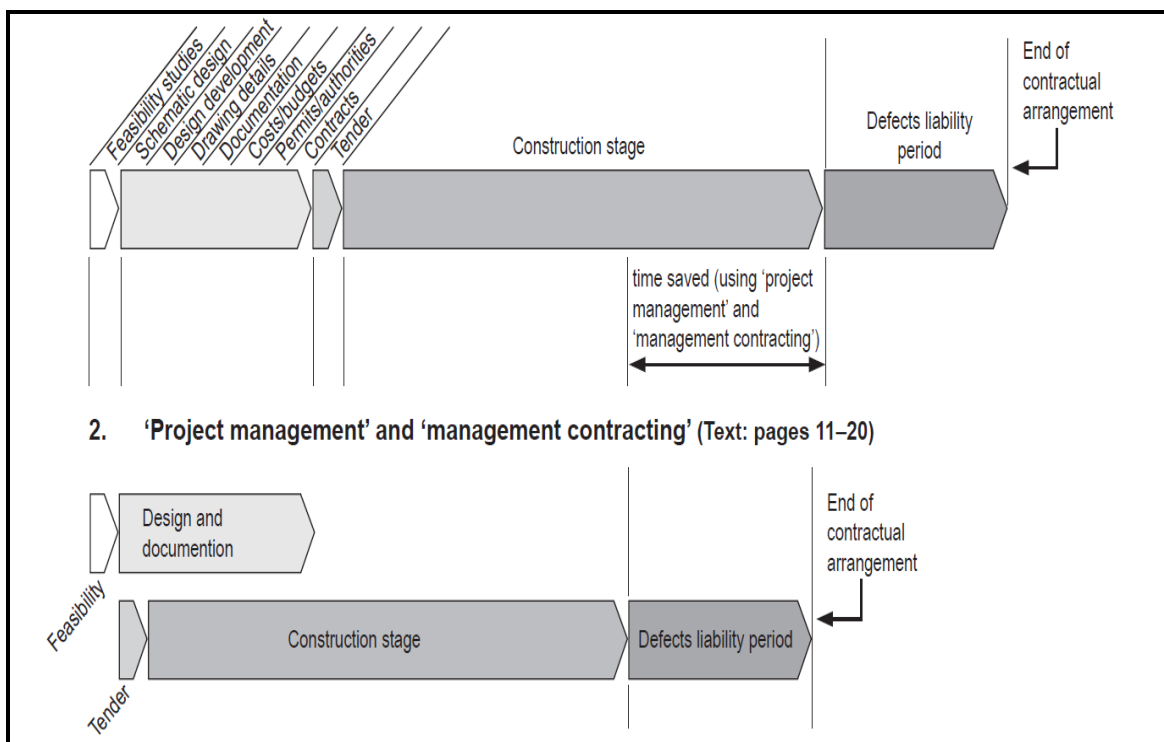 Feasibility studies
Schematic design
Design development
Drawing details
Documentation
Costs/budgets
Permits/authorities
Contracts
Tender
Construction stage
Defects liability
period
End of
contractual
arrangement
time saved (using ‘project
management’ and
‘management contracting’)
2. ‘Project management’ and ‘management contracting’ (Text: pages 11–20)
Feasibility
Design and
documention
Tender
Construction stage
Defects liability period
End of
contractual
arrangement